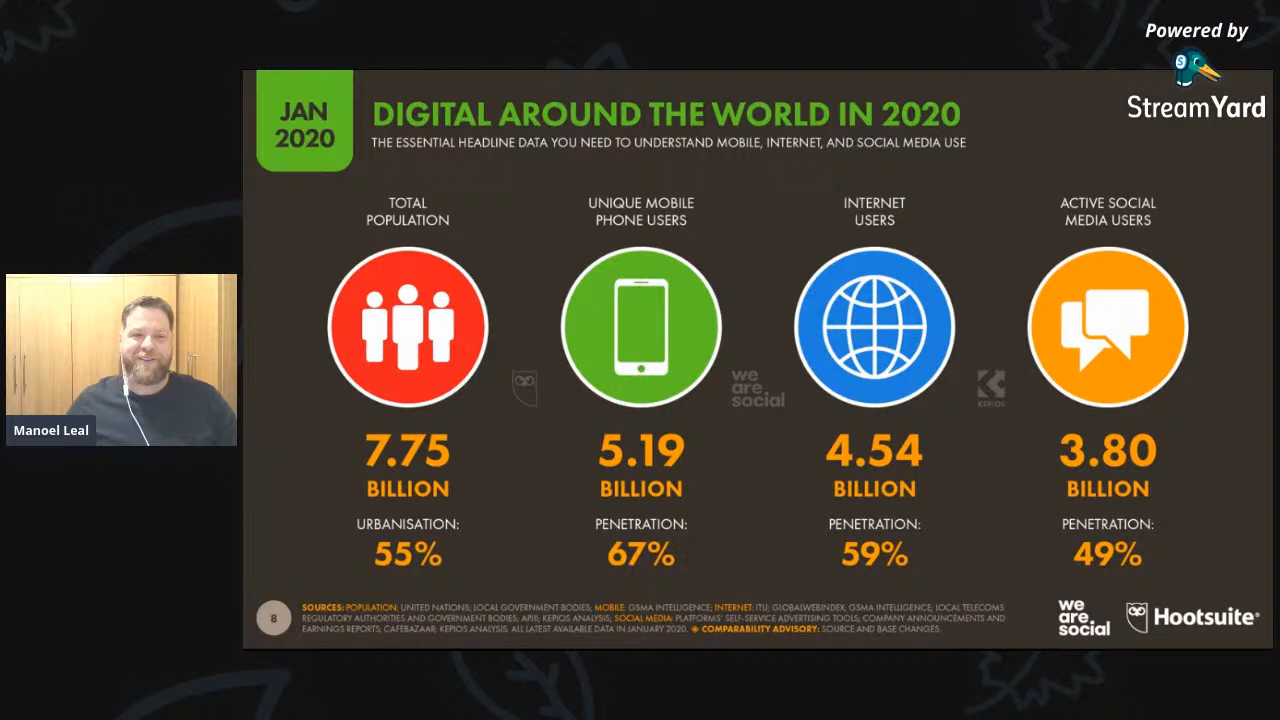 Powered by
StreamYard
JAN
2020
DIGITAL AROUND THE WORLD IN 2020
THE ESSENTIAL HEADLINE DATA YOU NEED TO UNDERSTAND MOBILE, INTERNET, AND SOCIAL MEDIA USE
TOTAL
POPULATION
UNIQUE MOBILE
PHONE USERS
INTERNET
USERS
ACTIVE SOCIAL
MEDIA USERS
we
are
social
KEPIOS
7.75
BILLION
5.19
BILLION
4.54
BILLION
3.80
BILLION
URBANISATION:
55%
PENETRATION:
67%
PENETRATION:
59%
PENETRATION:
49%
Manoel Leal
8
SOURCES: POPULATION: UNITED NATIONS; LOCAL GOVERNMENT BODIES; MOBILE: GSMA INTELLIGENCE; INTERNET: ITU; GLOBALWEBINDEX; GSMA INTELLIGENCE; LOCAL TELECOMS
REGULATORY AUTHORITIES AND GOVERNMENT BODIES; APJII; KEPIOS ANALYSIS; SOCIAL MEDIA: PLATFORMS' SELF-SERVICE ADVERTISING TOOLS; COMPANY ANNOUNCEMENTS AND
EARNINGS REPORTS; CAFEBAZAAR; KEPIOS ANALYSIS. ALL LATEST AVAILABLE DATA IN JANUARY 2020. ◈ COMPARABILITY ADVISORY: SOURCE AND BASE CHANGES.
we
are
social
Hootsuite®